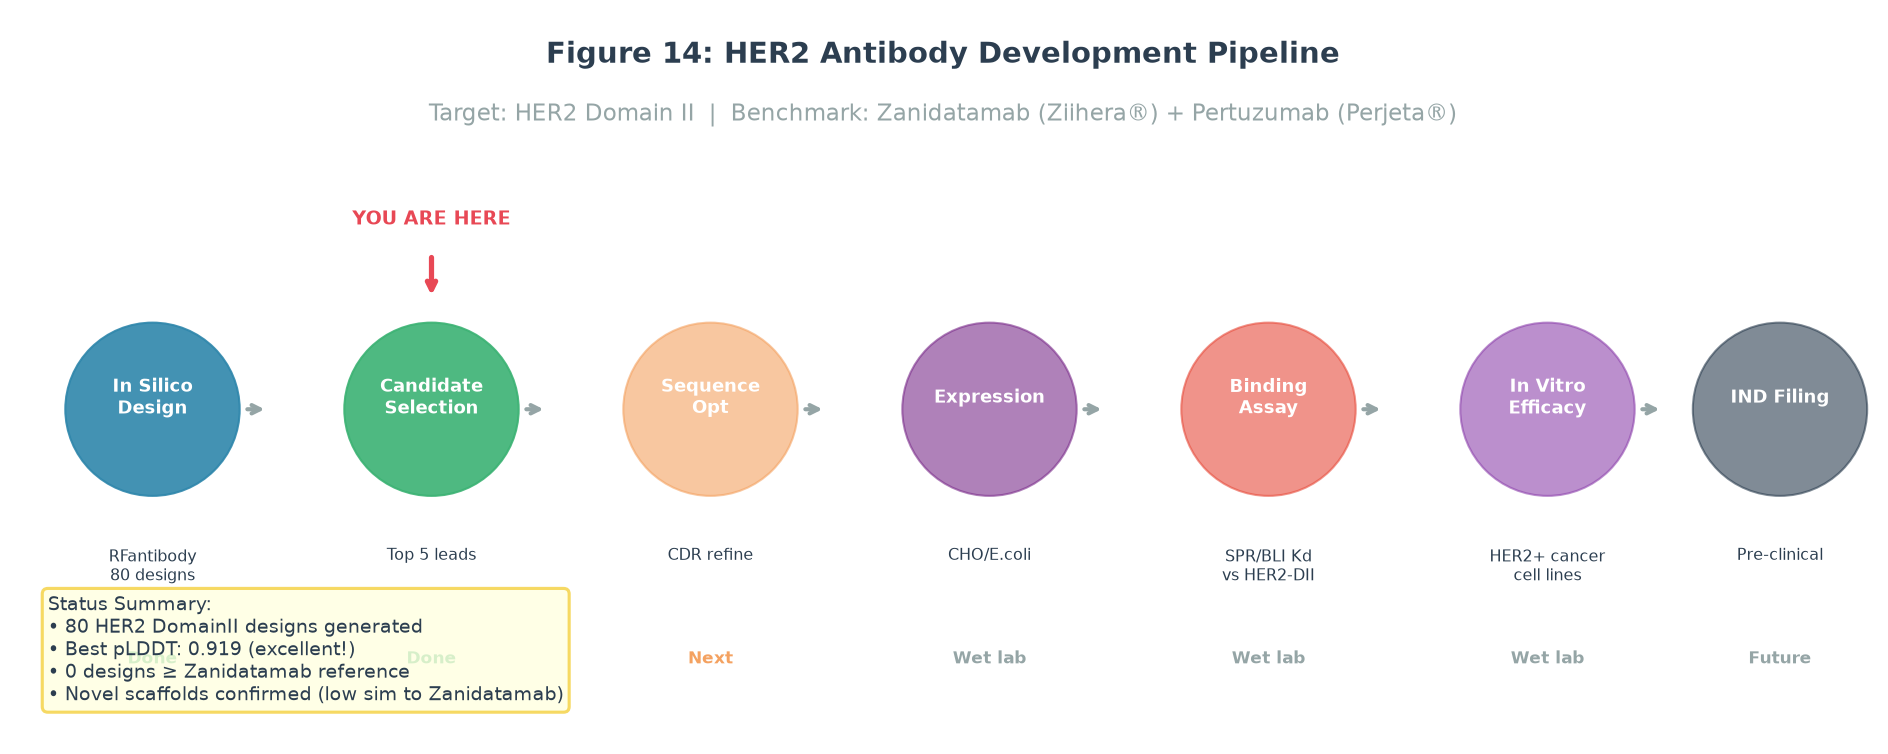 Figure 14: HER2 Antibody Development Pipeline
Target: HER2 Domain II | Benchmark: Zanidatamab (Ziihera®) + Pertuzumab (Perjeta®)
YOU ARE HERE
In Silico
Design
Candidate
Selection
Sequence
Opt
Expression
Binding
Assay
In Vitro
Efficacy
IND Filing
RFantibody
80 designs
Top 5 leads
CDR refine
CHO/E.coli
SPR/BLI Kd
vs HER2-DII
HER2+ cancer
cell lines
Pre-clinical
Status Summary:
• 80 HER2 DomainII designs generated
• Best pLDDT: 0.919 (excellent!)
• 0 designs ≥ Zanidatamab reference
• Novel scaffolds confirmed (low sim to Zanidatamab)
Done
Done
Next
Wet lab
Wet lab
Wet lab
Future